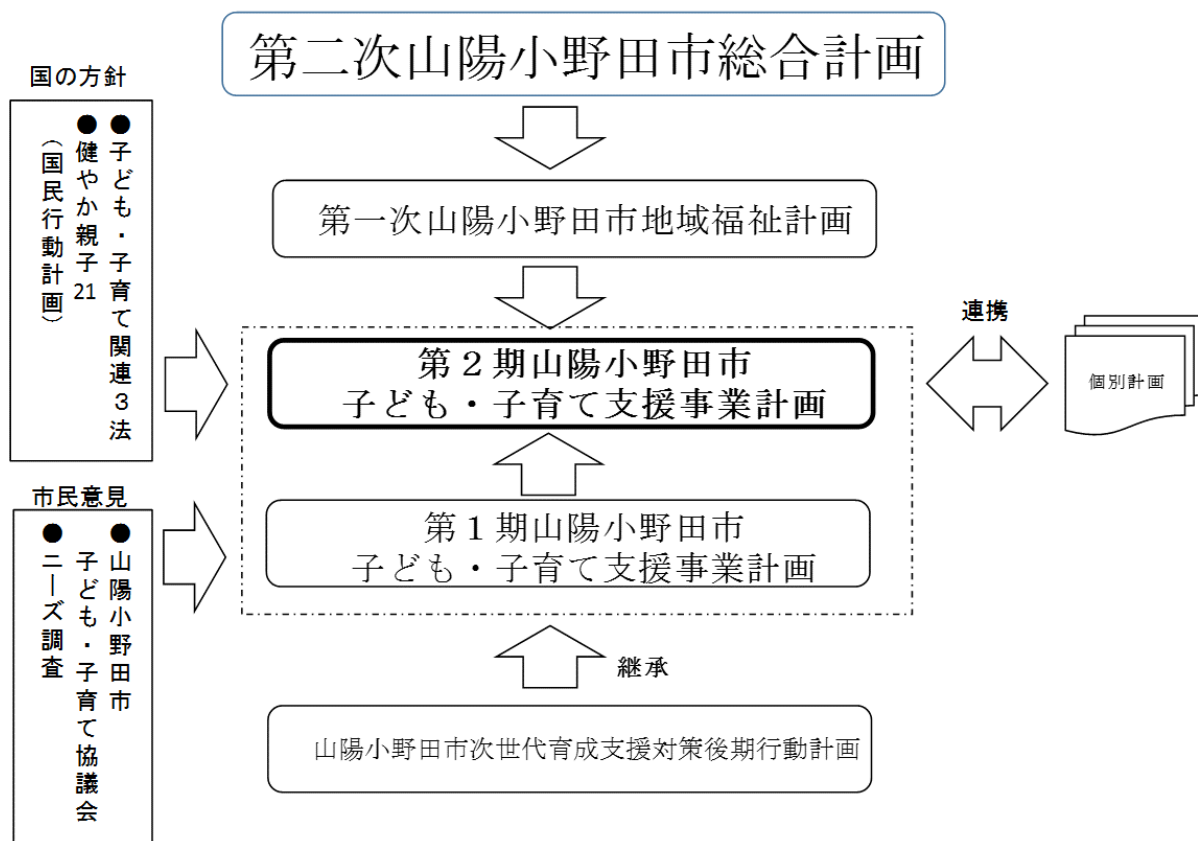 第二次山陽小野田市総合計画
国の方針
●子ども・子育て関連３法
●健やか親子21
（国民行動計画）
第一次山陽小野田市地域福祉計画
連携
個別計画
第２期山陽小野田市
子ども・子育て支援事業計画
市民意見
●山陽小野田市
子ども・子育て協議会
●ニーズ調査
第１期山陽小野田市
子ども・子育て支援事業計画
継承
山陽小野田市次世代育成支援対策後期行動計画